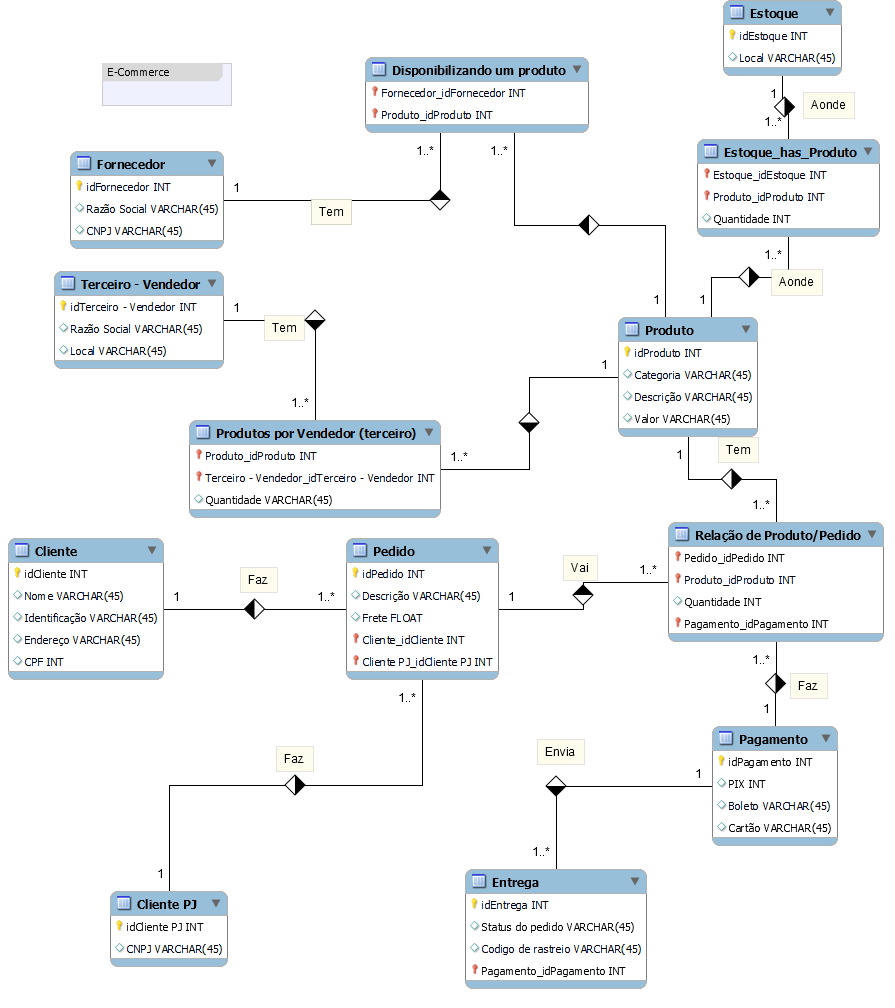 E-Commerce
Estoque
idEstoque INT
Local VARCHAR(45)
1
Aonde
1..*
Disponibilizando um produto
Fornecedor_idFornecedor INT
Produto_idProduto INT
1..*
1..*
Estoque_has_Produto
Estoque_idEstoque INT
Produto_idProduto INT
Quantidade INT
1..*
Aonde
1
1
Fornecedor
idFornecedor INT
Razão Social VARCHAR(45)
CNPJ VARCHAR(45)
1
Tem
Terceiro - Vendedor
idTerceiro - Vendedor INT
Razão Social VARCHAR(45)
Local VARCHAR(45)
1
Tem
1..*
Produto
idProduto INT
Categoria VARCHAR(45)
Descrição VARCHAR(45)
Valor VARCHAR(45)
1
1
Tem
1..*
Produtos por Vendedor (terceiro)
Produto_idProduto INT
Terceiro - Vendedor_idTerceiro - Vendedor INT
Quantidade VARCHAR(45)
1..*
Cliente
idCliente INT
Nome VARCHAR(45)
Identificação VARCHAR(45)
Endereço VARCHAR(45)
CPF INT
1
Faz
1..*
Pedido
idPedido INT
Descrição VARCHAR(45)
Frete FLOAT
Cliente_idCliente INT
Cliente PJ_idCliente PJ INT
1
Vai
1..*
1..*
Relação de Produto/Pedido
Pedido_idPedido INT
Produto_idProduto INT
Quantidade INT
Pagamento_idPagamento INT
1..*
Faz
1
Faz
1
Envia
1
1..*
Pagamento
idPagamento INT
PIX INT
Boleto VARCHAR(45)
Cartão VARCHAR(45)
Cliente PJ
idCliente PJ INT
CNPJ VARCHAR(45)
Entrega
idEntrega INT
Status do pedido VARCHAR(45)
Codigo de rastreio VARCHAR(45)
Pagamento_idPagamento INT